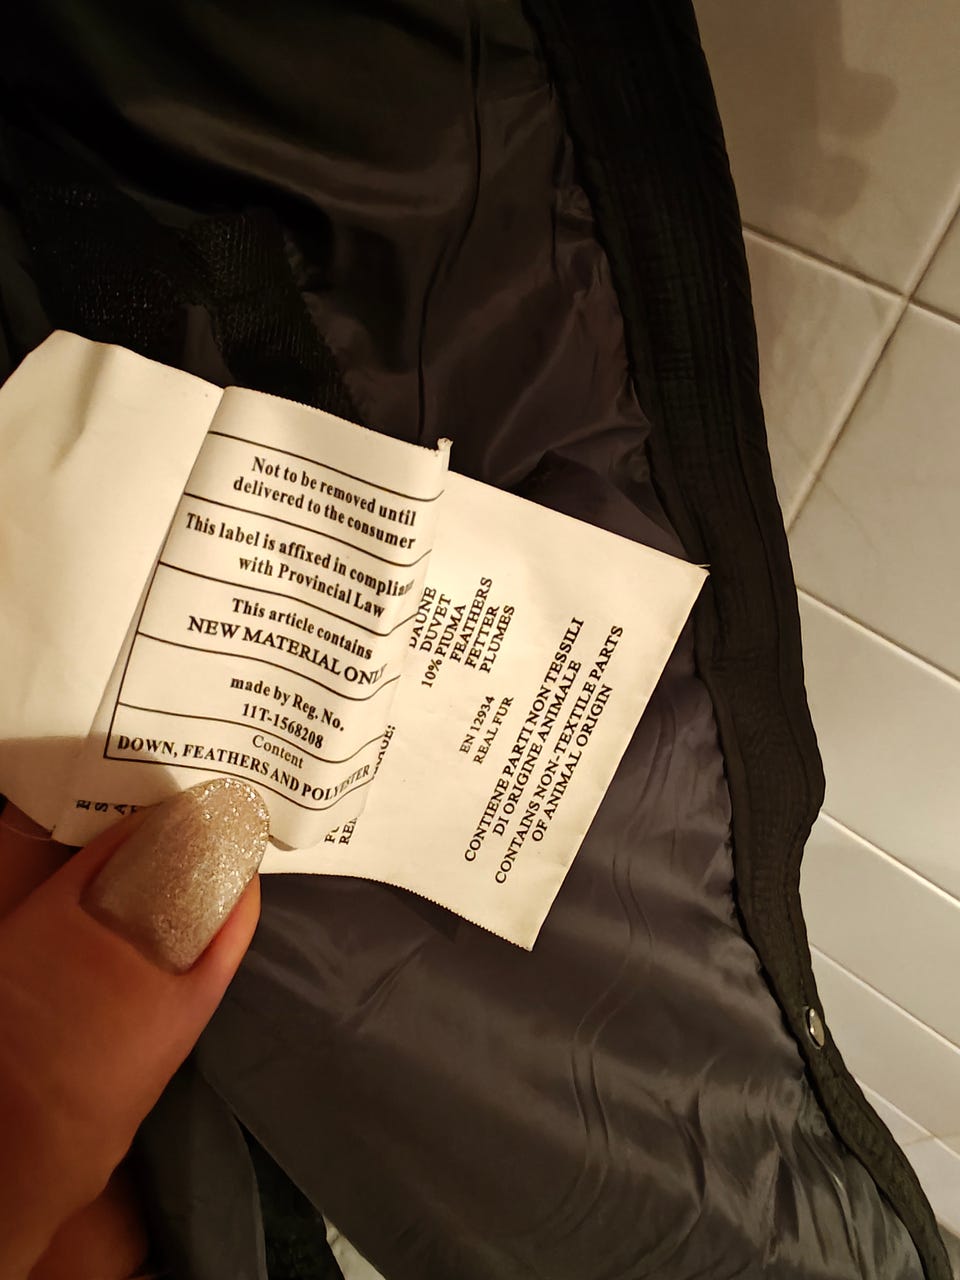 Not to be removed until
delivered to the consumer
This label is affixed in complian
with Provincial Law
This article contains
NEW MATERIAL ONLY
made by Reg. No.
11T-1568208
Content
DOWN, FEATHERS AND POLYESTER
DAUNE
DUVET
10% PIUMA
FEATHERS
FETTER
PLUMES
EN 12934
REAL FUR
CONTIENE PARTI NON TESSILI
DI ORIGINE ANIMALE
CONTAINS NON-TEXTILE PARTS
OF ANIMAL ORIGIN